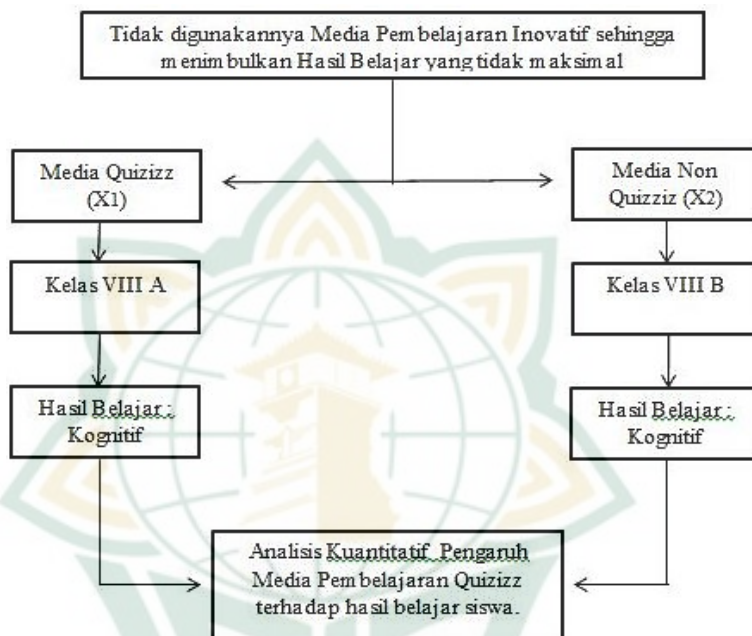 Tidak digunakannya Media Pembelajaran Inovatif sehingga
menimbulkan Hasil Belajar yang tidak maksimal
Media Quizizz
(X1)
Media Non
Quizziz (X2)
Kelas VIII A
Kelas VIII B
Hasil Belajar :
Kognitif
Hasil Belajar :
Kognitif
Analisis Kuantitatif Pengaruh
Media Pembelajaran Quizizz
terhadap hasil belajar siswa.